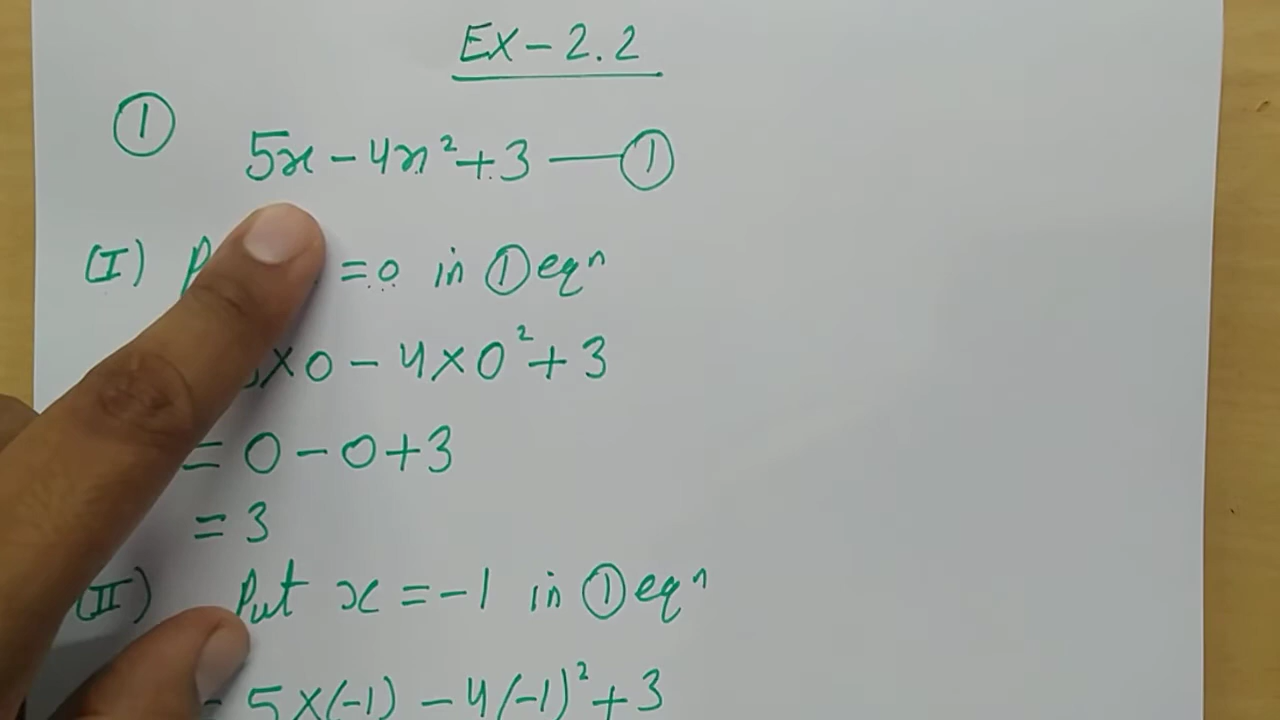 Ex-2.2
① 5x-4x²+3 — ①
(I) =0 in ① eqⁿ
×0-4×0²+3
=0-0+3
=3
(II) Put x=-1 in ① eqⁿ
5×(-1)-4(-1)²+3